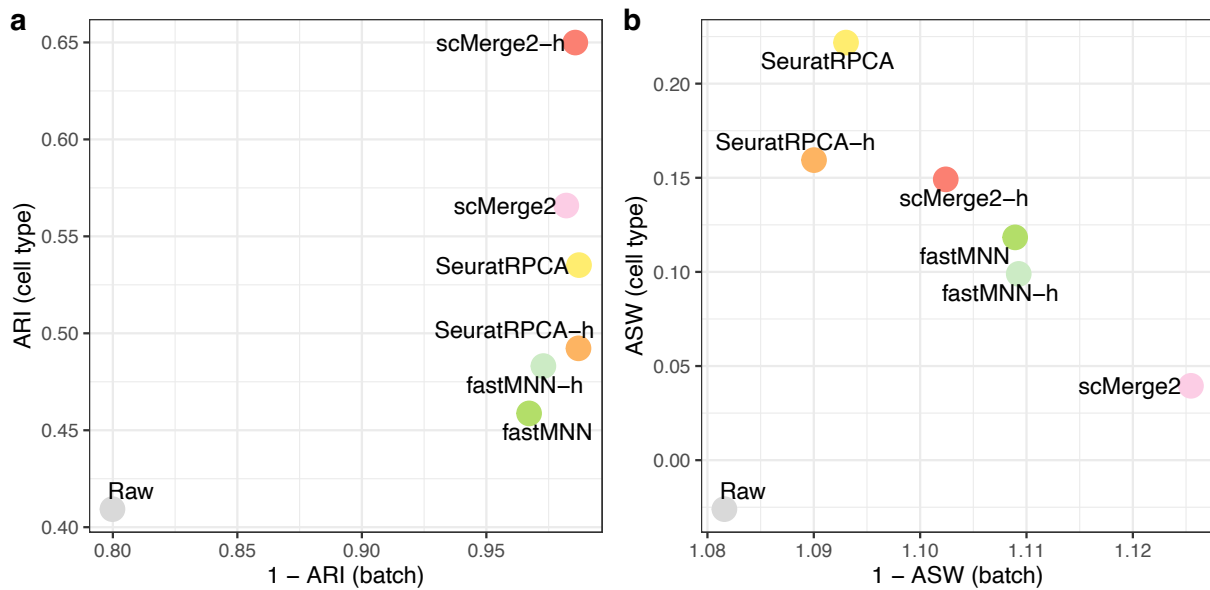 a
ARI (cell type)
0.65
0.60
0.55
0.50
0.45
0.40
scMerge2−h
scMerge2
SeuratRPCA
SeuratRPCA−h
fastMNN−h
fastMNN
Raw
0.80
0.85
0.90
0.95
1 − ARI (batch)
b
ASW (cell type)
0.20
0.15
0.10
0.05
0.00
SeuratRPCA
SeuratRPCA−h
scMerge2−h
fastMNN
fastMNN−h
scMerge2
Raw
1.08
1.09
1.10
1.11
1.12
1 − ASW (batch)